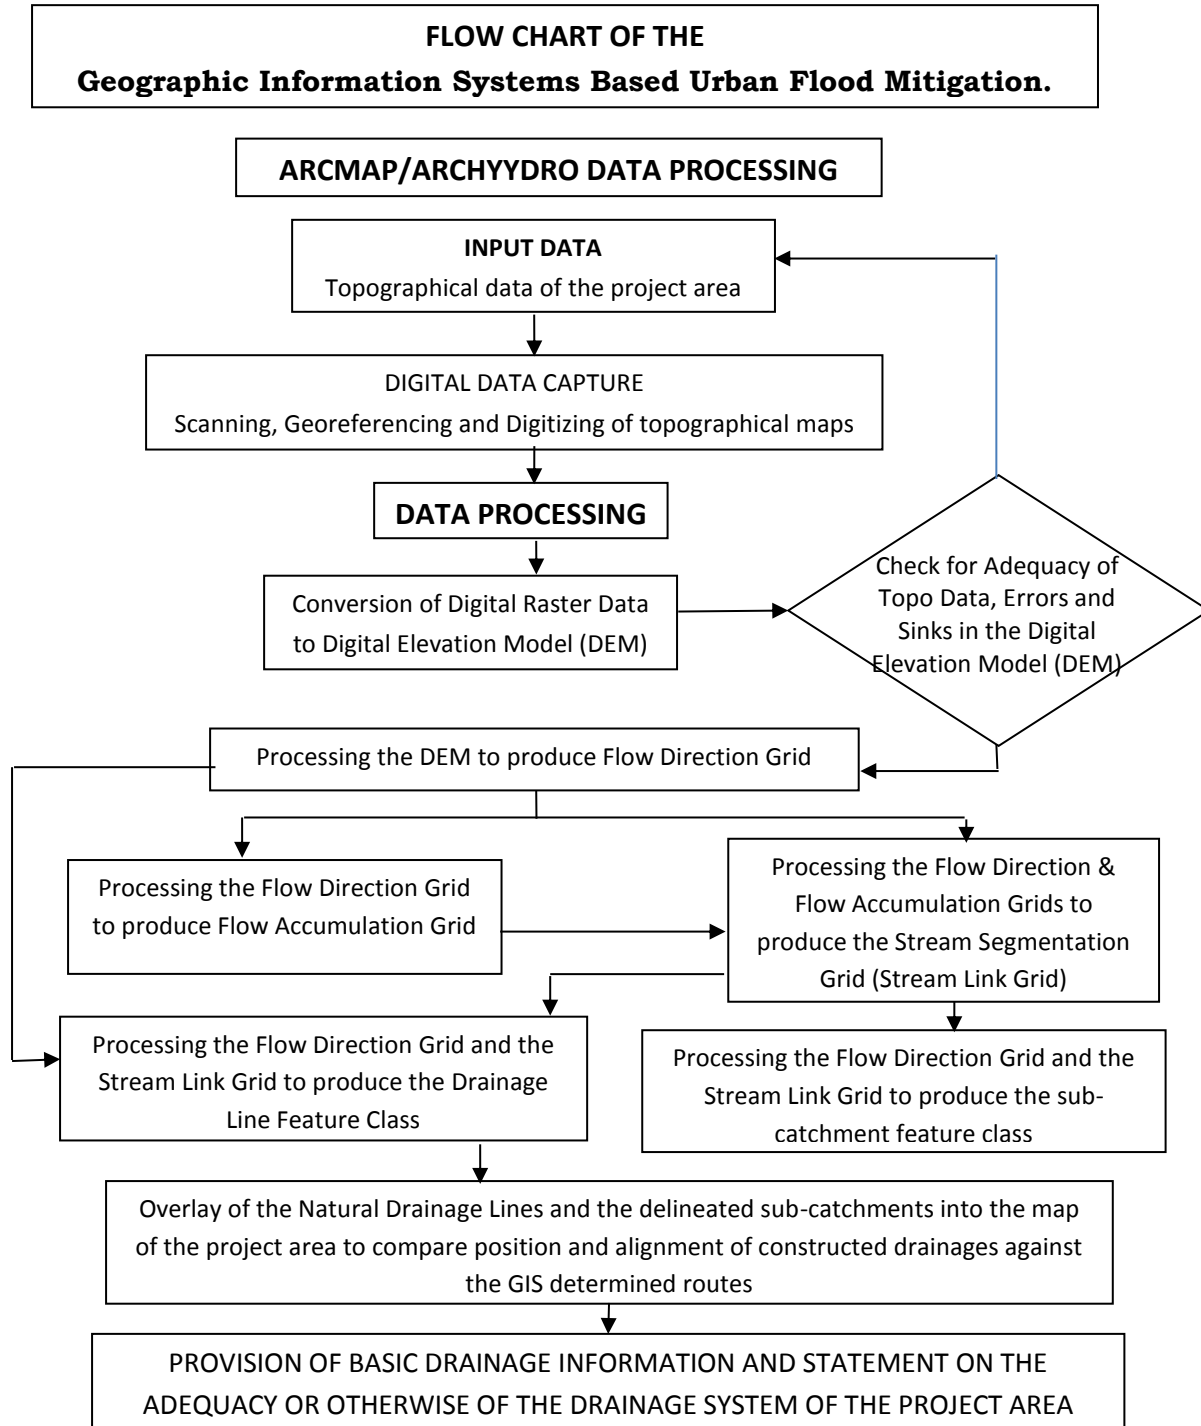 FLOW CHART OF THE
Geographic Information Systems Based Urban Flood Mitigation.
ARCMAP/ARCHYYDRO DATA PROCESSING
INPUT DATA
Topographical data of the project area
DIGITAL DATA CAPTURE
Scanning, Georeferencing and Digitizing of topographical maps
DATA PROCESSING
Conversion of Digital Raster Data
to Digital Elevation Model (DEM)
Check for Adequacy of
Topo Data, Errors and
Sinks in the Digital
Elevation Model (DEM)
Processing the DEM to produce Flow Direction Grid
Processing the Flow Direction Grid
to produce Flow Accumulation Grid
Processing the Flow Direction &
Flow Accumulation Grids to
produce the Stream Segmentation
Grid (Stream Link Grid)
Processing the Flow Direction Grid and the
Stream Link Grid to produce the Drainage
Line Feature Class
Processing the Flow Direction Grid and the
Stream Link Grid to produce the sub-
catchment feature class
Overlay of the Natural Drainage Lines and the delineated sub-catchments into the map
of the project area to compare position and alignment of constructed drainages against
the GIS determined routes
PROVISION OF BASIC DRAINAGE INFORMATION AND STATEMENT ON THE
ADEQUACY OR OTHERWISE OF THE DRAINAGE SYSTEM OF THE PROJECT AREA